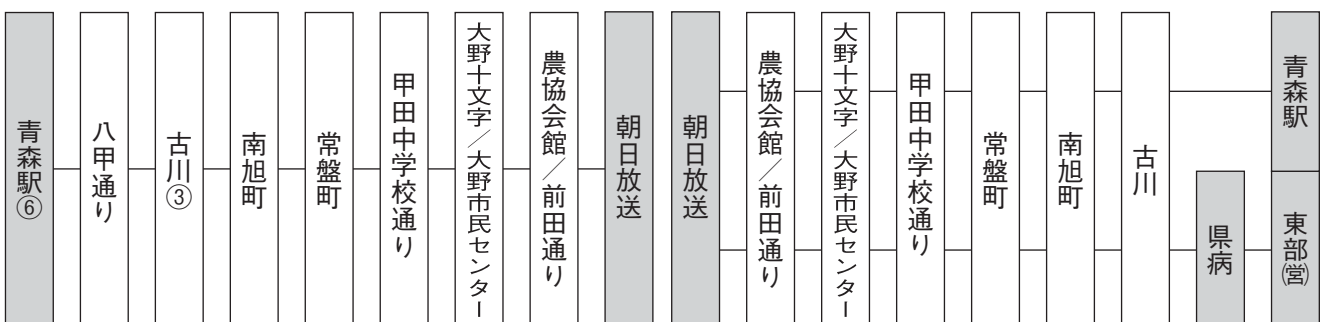 青森駅⑥
八甲通り
古川③
南旭町
常盤町
甲田中学校通り
大野十文字／大野市民センター
農協会館／前田通り
朝日放送
朝日放送
農協会館／前田通り
大野十文字／大野市民センター
甲田中学校通り
常盤町
南旭町
古川
県病
青森駅
東部㈺